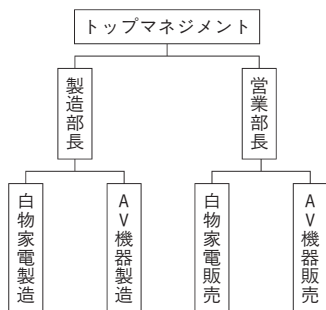 トップマネジメント
製造部長
営業部長
白物家電製造
AV機器製造
白物家電販売
AV機器販売